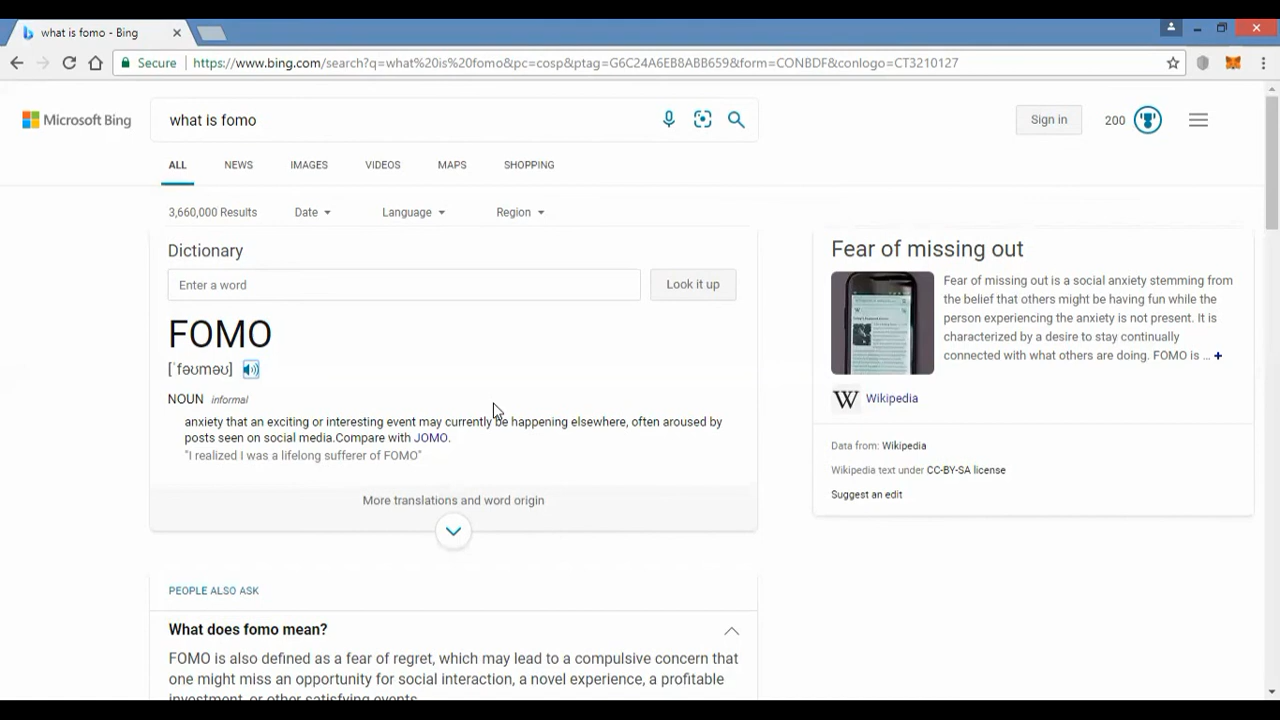 what is fomo - Bing
Secure https://www.bing.com/search?q=what%20is%20fomo&pc=cosp&ptag=G6C24A6EB8ABB659&form=CONBDF&conlogo=CT3210127
Microsoft Bing
what is fomo
Sign in
200
ALL NEWS IMAGES VIDEOS MAPS SHOPPING
3,660,000 Results Date Language Region
Dictionary
Enter a word
Look it up
FOMO
[ˈfəʊməʊ]
NOUN informal
anxiety that an exciting or interesting event may currently be happening elsewhere, often aroused by
posts seen on social media.Compare with JOMO.
"I realized I was a lifelong sufferer of FOMO"
More translations and word origin
PEOPLE ALSO ASK
What does fomo mean?
FOMO is also defined as a fear of regret, which may lead to a compulsive concern that
one might miss an opportunity for social interaction, a novel experience, a profitable
investment, or other satisfying events.
Fear of missing out
Fear of missing out is a social anxiety stemming from
the belief that others might be having fun while the
person experiencing the anxiety is not present. It is
characterized by a desire to stay continually
connected with what others are doing. FOMO is ... +
W Wikipedia
Data from: Wikipedia
Wikipedia text under CC-BY-SA license
Suggest an edit